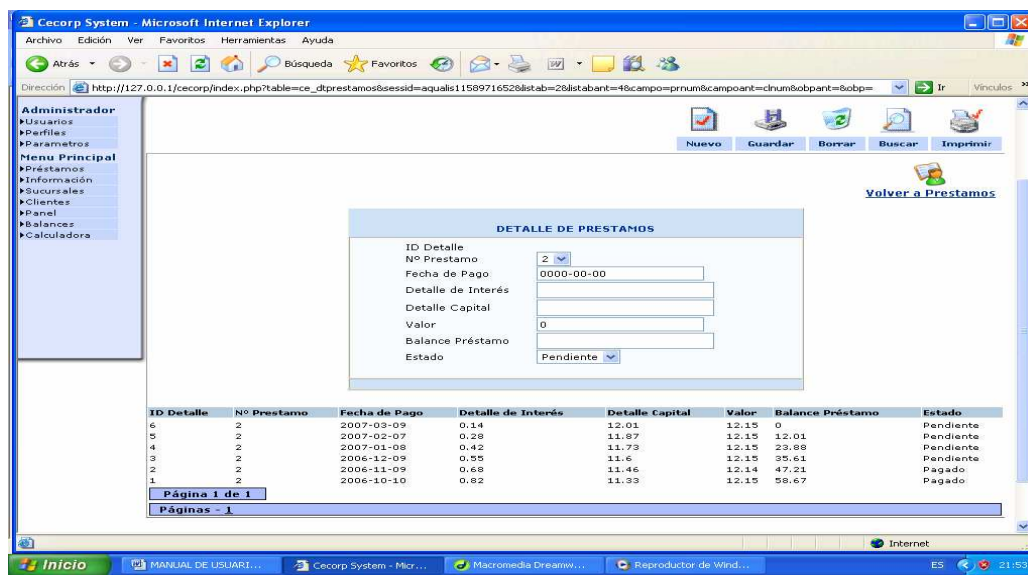 Cecorp System - Microsoft Internet Explorer
Archivo Edición Ver Favoritos Herramientas Ayuda
Atrás Búsqueda Favoritos
Dirección http://127.0.0.1/cecorp/index.php?table=ce_dtprestamos&sessid=aqualis1158971652&listab=2&listabant=4&campo=prnum&campoant=clnum&obpant=&obp= Ir Vínculos »
Administrador
Usuarios
Perfiles
Parametros
Menu Principal
Préstamos
Información
Sucursales
Clientes
Panel
Balances
Calculadora
Nuevo Guardar Borrar Buscar Imprimir
Volver a Prestamos
DETALLE DE PRESTAMOS
ID Detalle
Nº Prestamo 2
Fecha de Pago 0000-00-00
Detalle de Interés
Detalle Capital
Valor 0
Balance Préstamo
Estado Pendiente
ID Detalle Nº Prestamo Fecha de Pago Detalle de Interés Detalle Capital Valor Balance Préstamo Estado
6 2 2007-03-09 0.14 12.01 12.15 0 Pendiente
5 2 2007-02-07 0.28 11.87 12.15 12.01 Pendiente
4 2 2007-01-08 0.42 11.73 12.15 23.88 Pendiente
3 2 2006-12-09 0.55 11.6 12.15 35.61 Pendiente
2 2 2006-11-09 0.68 11.46 12.14 47.21 Pagado
1 2 2006-10-10 0.82 11.33 12.15 58.67 Pagado
Página 1 de 1
Páginas - 1
Internet
Inicio MANUAL DE USUARI... Cecorp System - Micr... Macromedia Dreamw... Reproductor de Wind... ES 21:53